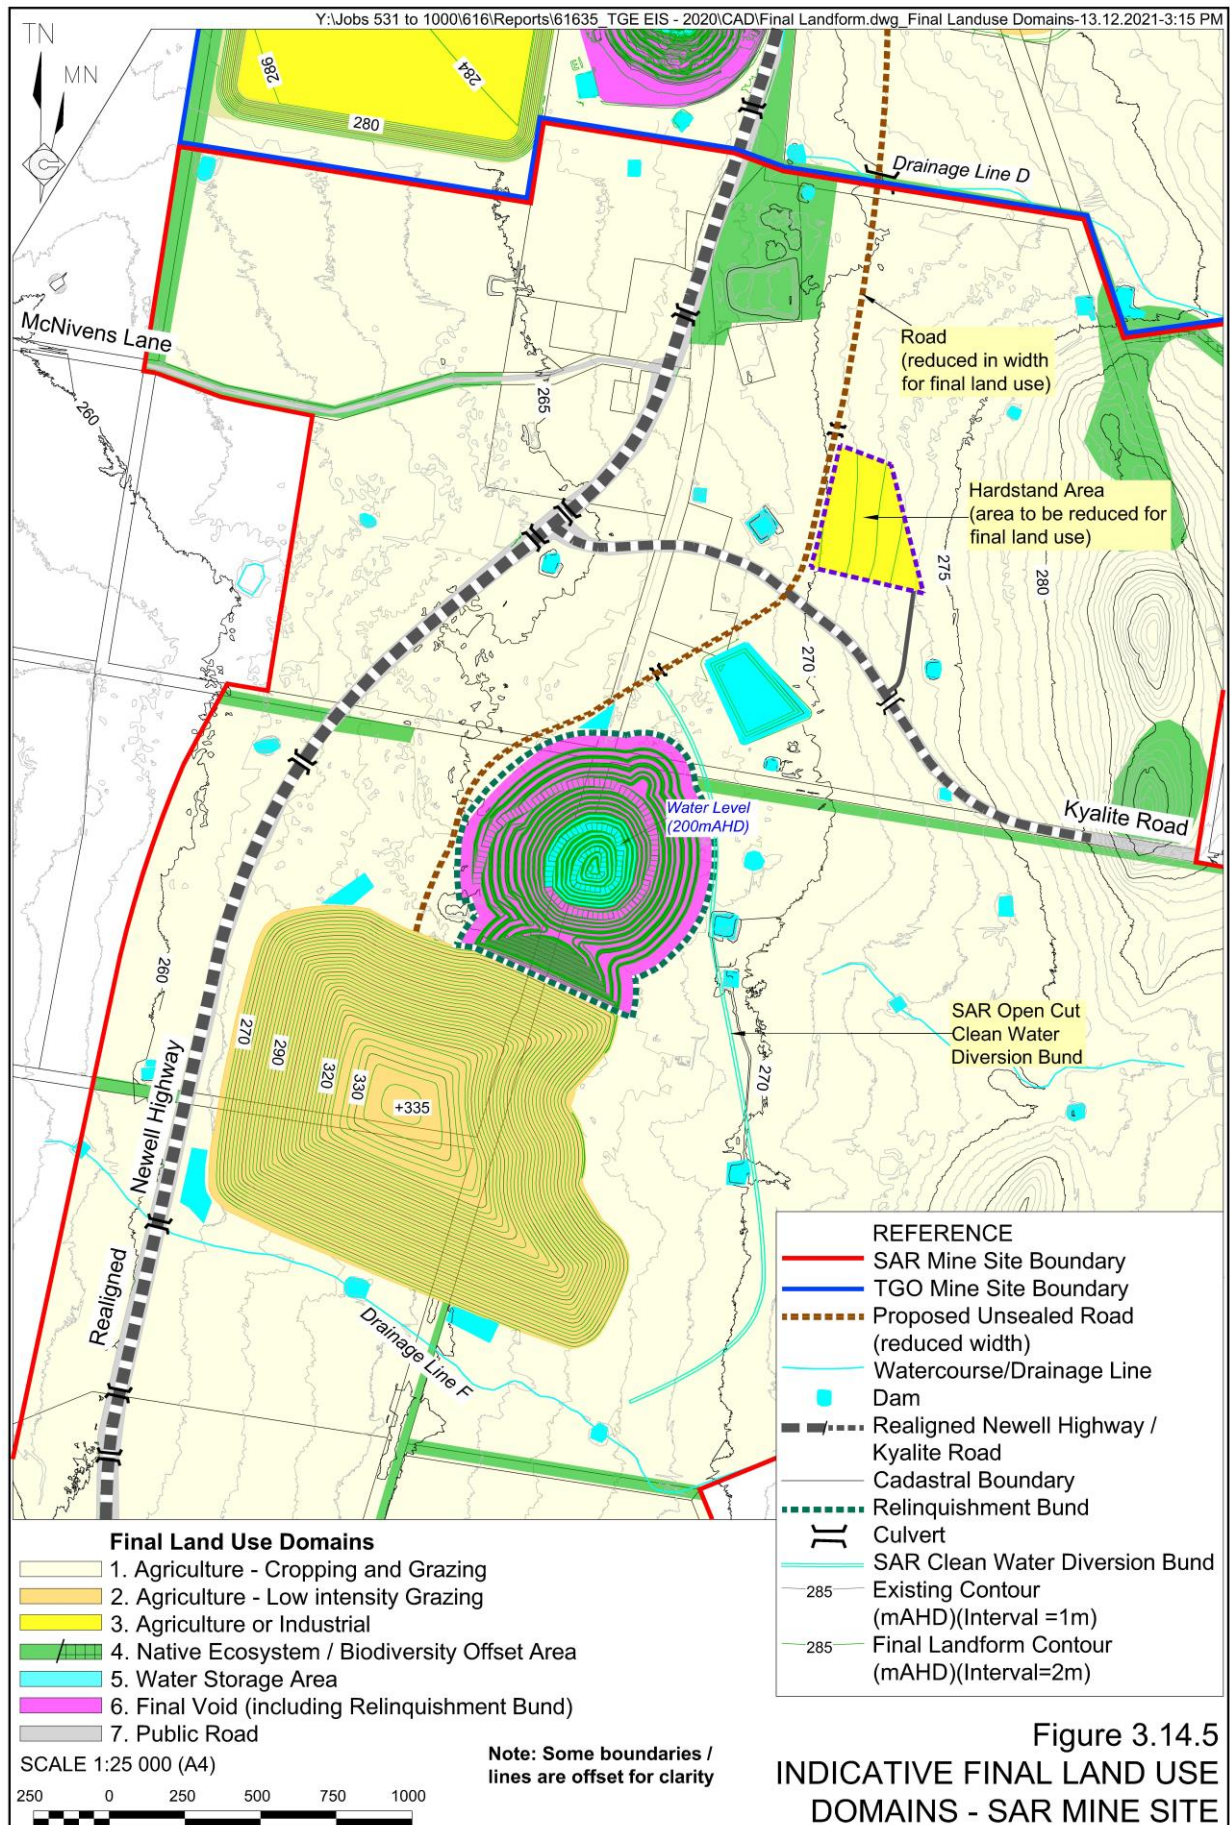 Y:\Jobs 531 to 1000\616\Reports\61635_TGE EIS - 2020\CAD\Final Landform.dwg_Final Landuse Domains-13.12.2021-3:15 PM
TN
MN
286
284
280
Drainage Line D
McNivens Lane
Road
(reduced in width
for final land use)
260
265
Hardstand Area
(area to be reduced for
final land use)
275
280
270
Water Level
(200mAHD)
Kyalite Road
260
SAR Open Cut
Clean Water
Diversion Bund
270
290
320
330
+335
270
Realigned Newell Highway
Drainage Line F
REFERENCE
SAR Mine Site Boundary
TGO Mine Site Boundary
Proposed Unsealed Road
(reduced width)
Watercourse/Drainage Line
Dam
Realigned Newell Highway /
Kyalite Road
Cadastral Boundary
Relinquishment Bund
Culvert
SAR Clean Water Diversion Bund
285 Existing Contour
(mAHD)(Interval =1m)
285 Final Landform Contour
(mAHD)(Interval=2m)
Final Land Use Domains
1. Agriculture - Cropping and Grazing
2. Agriculture - Low intensity Grazing
3. Agriculture or Industrial
4. Native Ecosystem / Biodiversity Offset Area
5. Water Storage Area
6. Final Void (including Relinquishment Bund)
7. Public Road
SCALE 1:25 000 (A4)
250 0 250 500 750 1000
Note: Some boundaries /
lines are offset for clarity
Figure 3.14.5
INDICATIVE FINAL LAND USE
DOMAINS - SAR MINE SITE